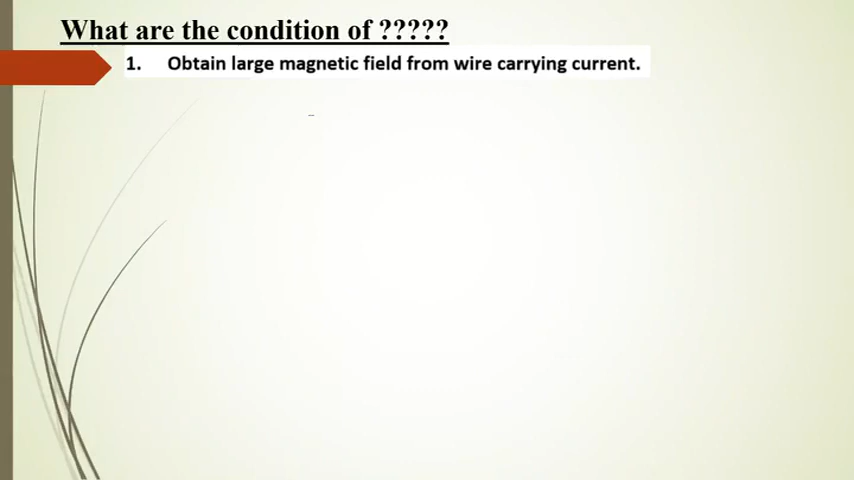 What are the condition of ?????
1. Obtain large magnetic field from wire carrying current.